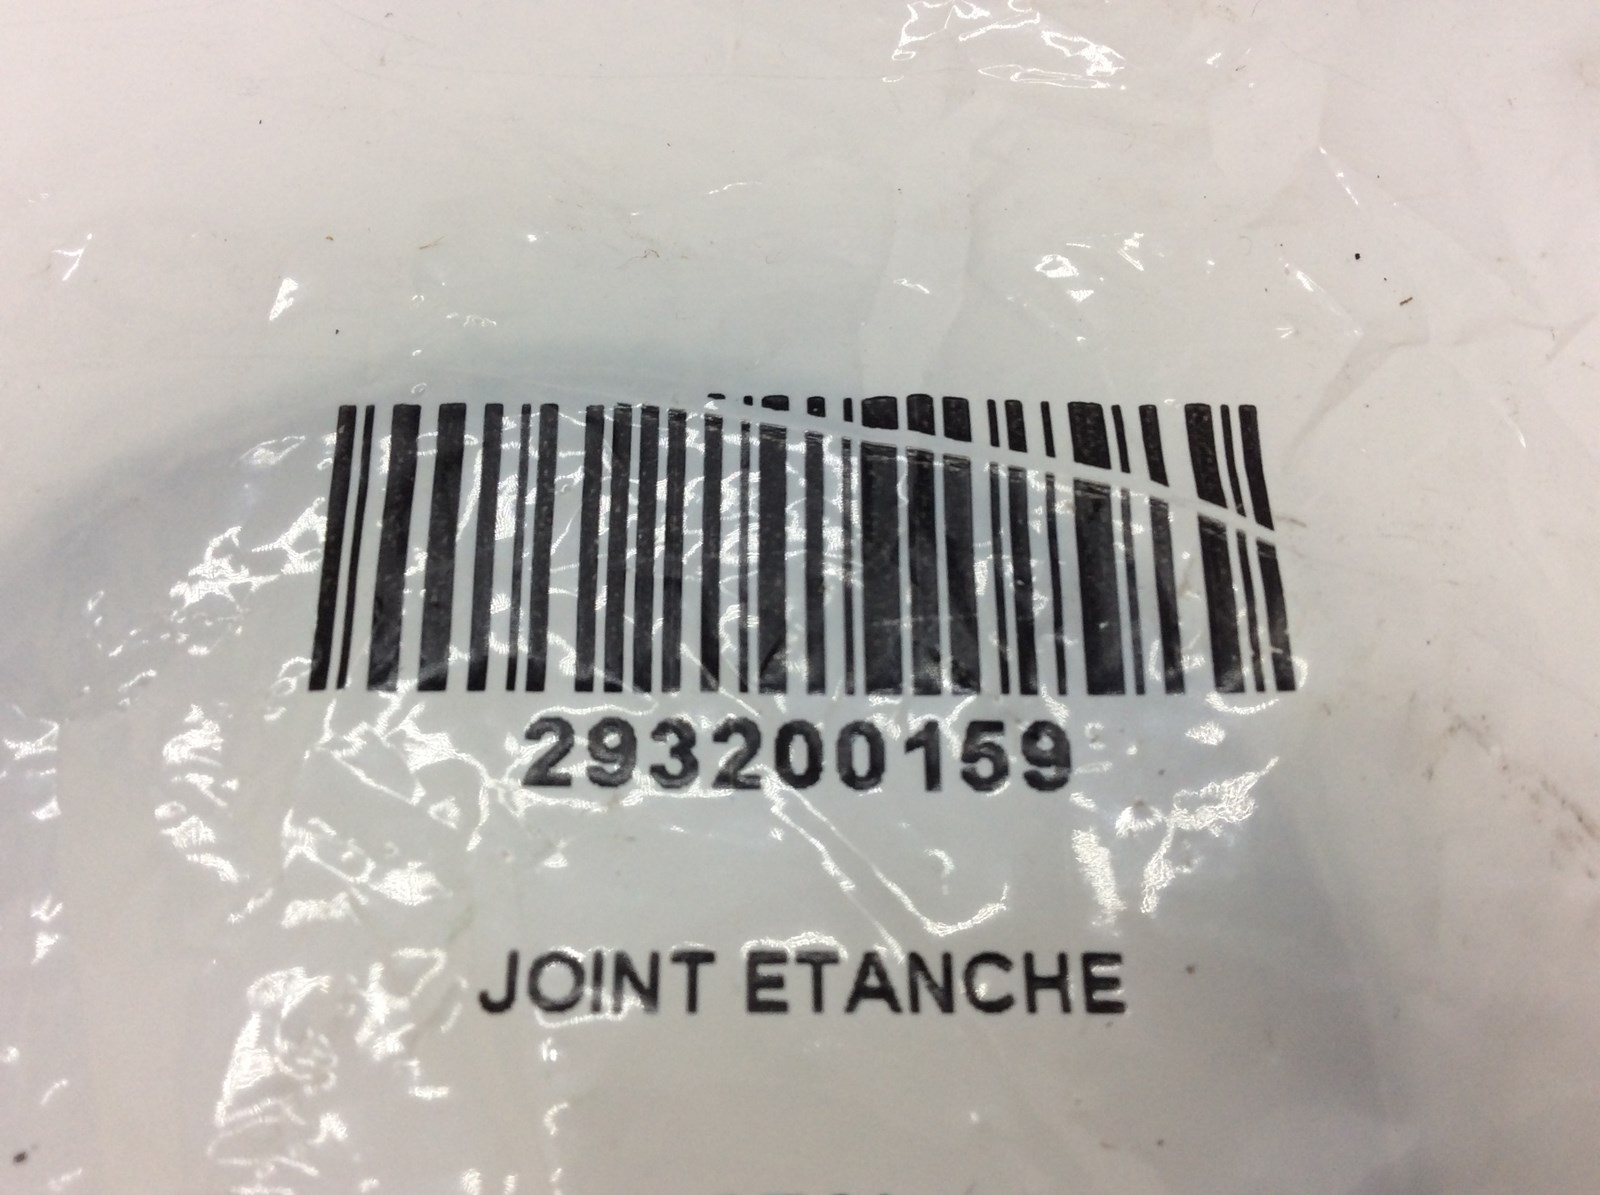 293200159
JOINT ETANCHE